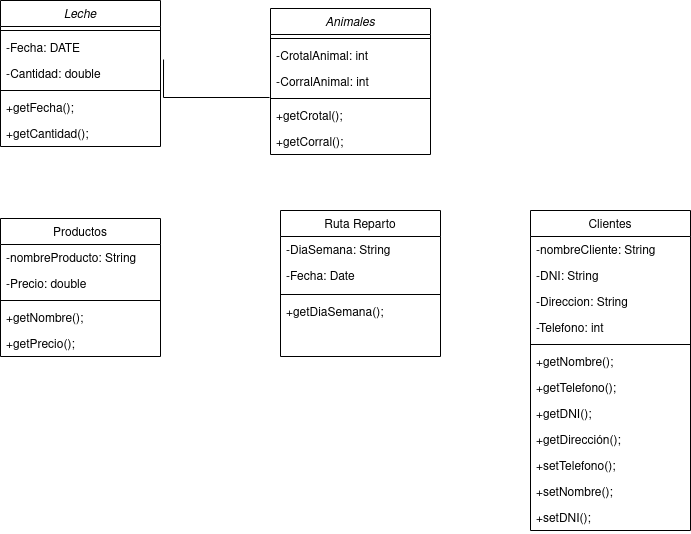 Leche
-Fecha: DATE
-Cantidad: double
+getFecha();
+getCantidad();
Animales
-CrotalAnimal: int
-CorralAnimal: int
+getCrotal();
+getCorral();
Productos
-nombreProducto: String
-Precio: double
+getNombre();
+getPrecio();
Ruta Reparto
-DiaSemana: String
-Fecha: Date
+getDiaSemana();
Clientes
-nombreCliente: String
-DNI: String
-Direccion: String
-Telefono: int
+getNombre();
+getTelefono();
+getDNI();
+getDirección();
+setTelefono();
+setNombre();
+setDNI();